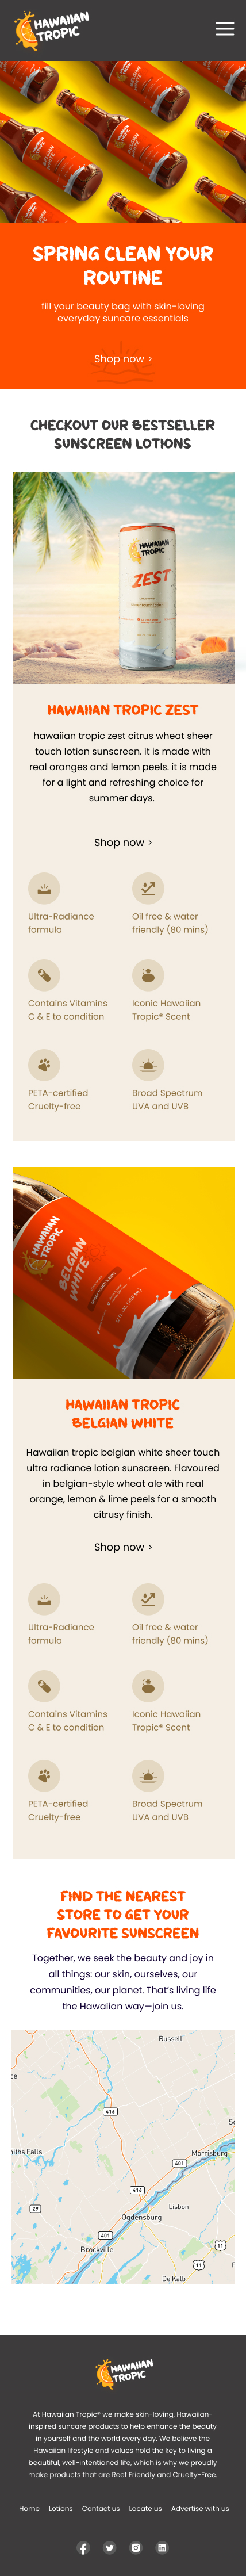 HAWAIIAN
TROPIC
SPRING CLEAN YOUR
ROUTINE
fill your beauty bag with skin-loving
everyday suncare essentials
Shop now >
CHECKOUT OUR BESTSELLER
SUNSCREEN LOTIONS
HAWAIIAN
TROPIC
ZEST
HAWAIIAN TROPIC ZEST
hawaiian tropic zest citrus wheat sheer
touch lotion sunscreen. it is made with
real oranges and lemon peels. it is made
for a light and refreshing choice for
summer days.
Shop now >
Ultra-Radiance
formula
Oil free & water
friendly (80 mins)
Contains Vitamins
C & E to condition
Iconic Hawaiian
Tropic® Scent
PETA-certified
Cruelty-free
Broad Spectrum
UVA and UVB
HAWAIIAN
TROPIC
BELGIAN
WHITE
HAWAIIAN TROPIC
BELGIAN WHITE
Hawaiian tropic belgian white sheer touch
ultra radiance lotion sunscreen. Flavoured
in belgian-style wheat ale with real
orange, lemon & lime peels for a smooth
citrusy finish.
Shop now >
Ultra-Radiance
formula
Oil free & water
friendly (80 mins)
Contains Vitamins
C & E to condition
Iconic Hawaiian
Tropic® Scent
PETA-certified
Cruelty-free
Broad Spectrum
UVA and UVB
FIND THE NEAREST
STORE TO GET YOUR
FAVOURITE SUNSCREEN
Together, we seek the beauty and joy in
all things: our skin, ourselves, our
communities, our planet. That's living life
the Hawaiian way—join us.
Russell
416
iths Falls
Morrisburg
401
416
29
Lisbon
Ogdensburg
401
11
Brockville
11
De Kalb
HAWAIIAN
TROPIC
At Hawaiian Tropic® we make skin-loving, Hawaiian-
inspired suncare products to help enhance the beauty
in yourself and the world every day. We believe the
Hawaiian lifestyle and values hold the key to living a
beautiful, well-intentioned life, which is why we proudly
make products that are Reef Friendly and Cruelty-Free.
Home Lotions Contact us Locate us Advertise with us